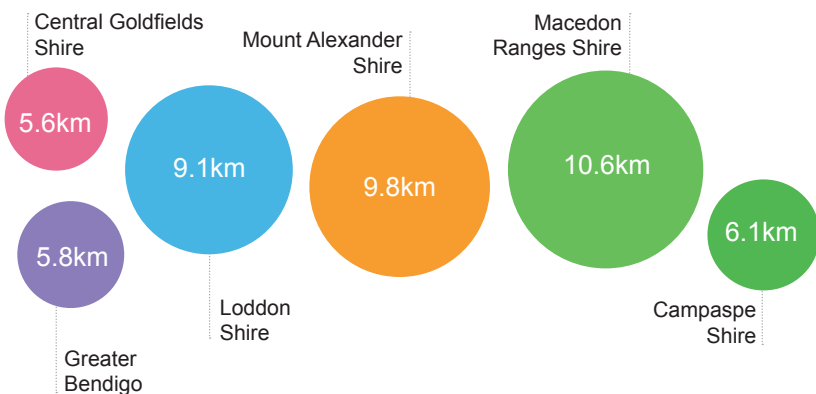 Central Goldfields
Shire
5.6km
5.8km
Greater
Bendigo
9.1km
Loddon
Shire
Mount Alexander
Shire
9.8km
Macedon
Ranges Shire
10.6km
6.1km
Campaspe
Shire